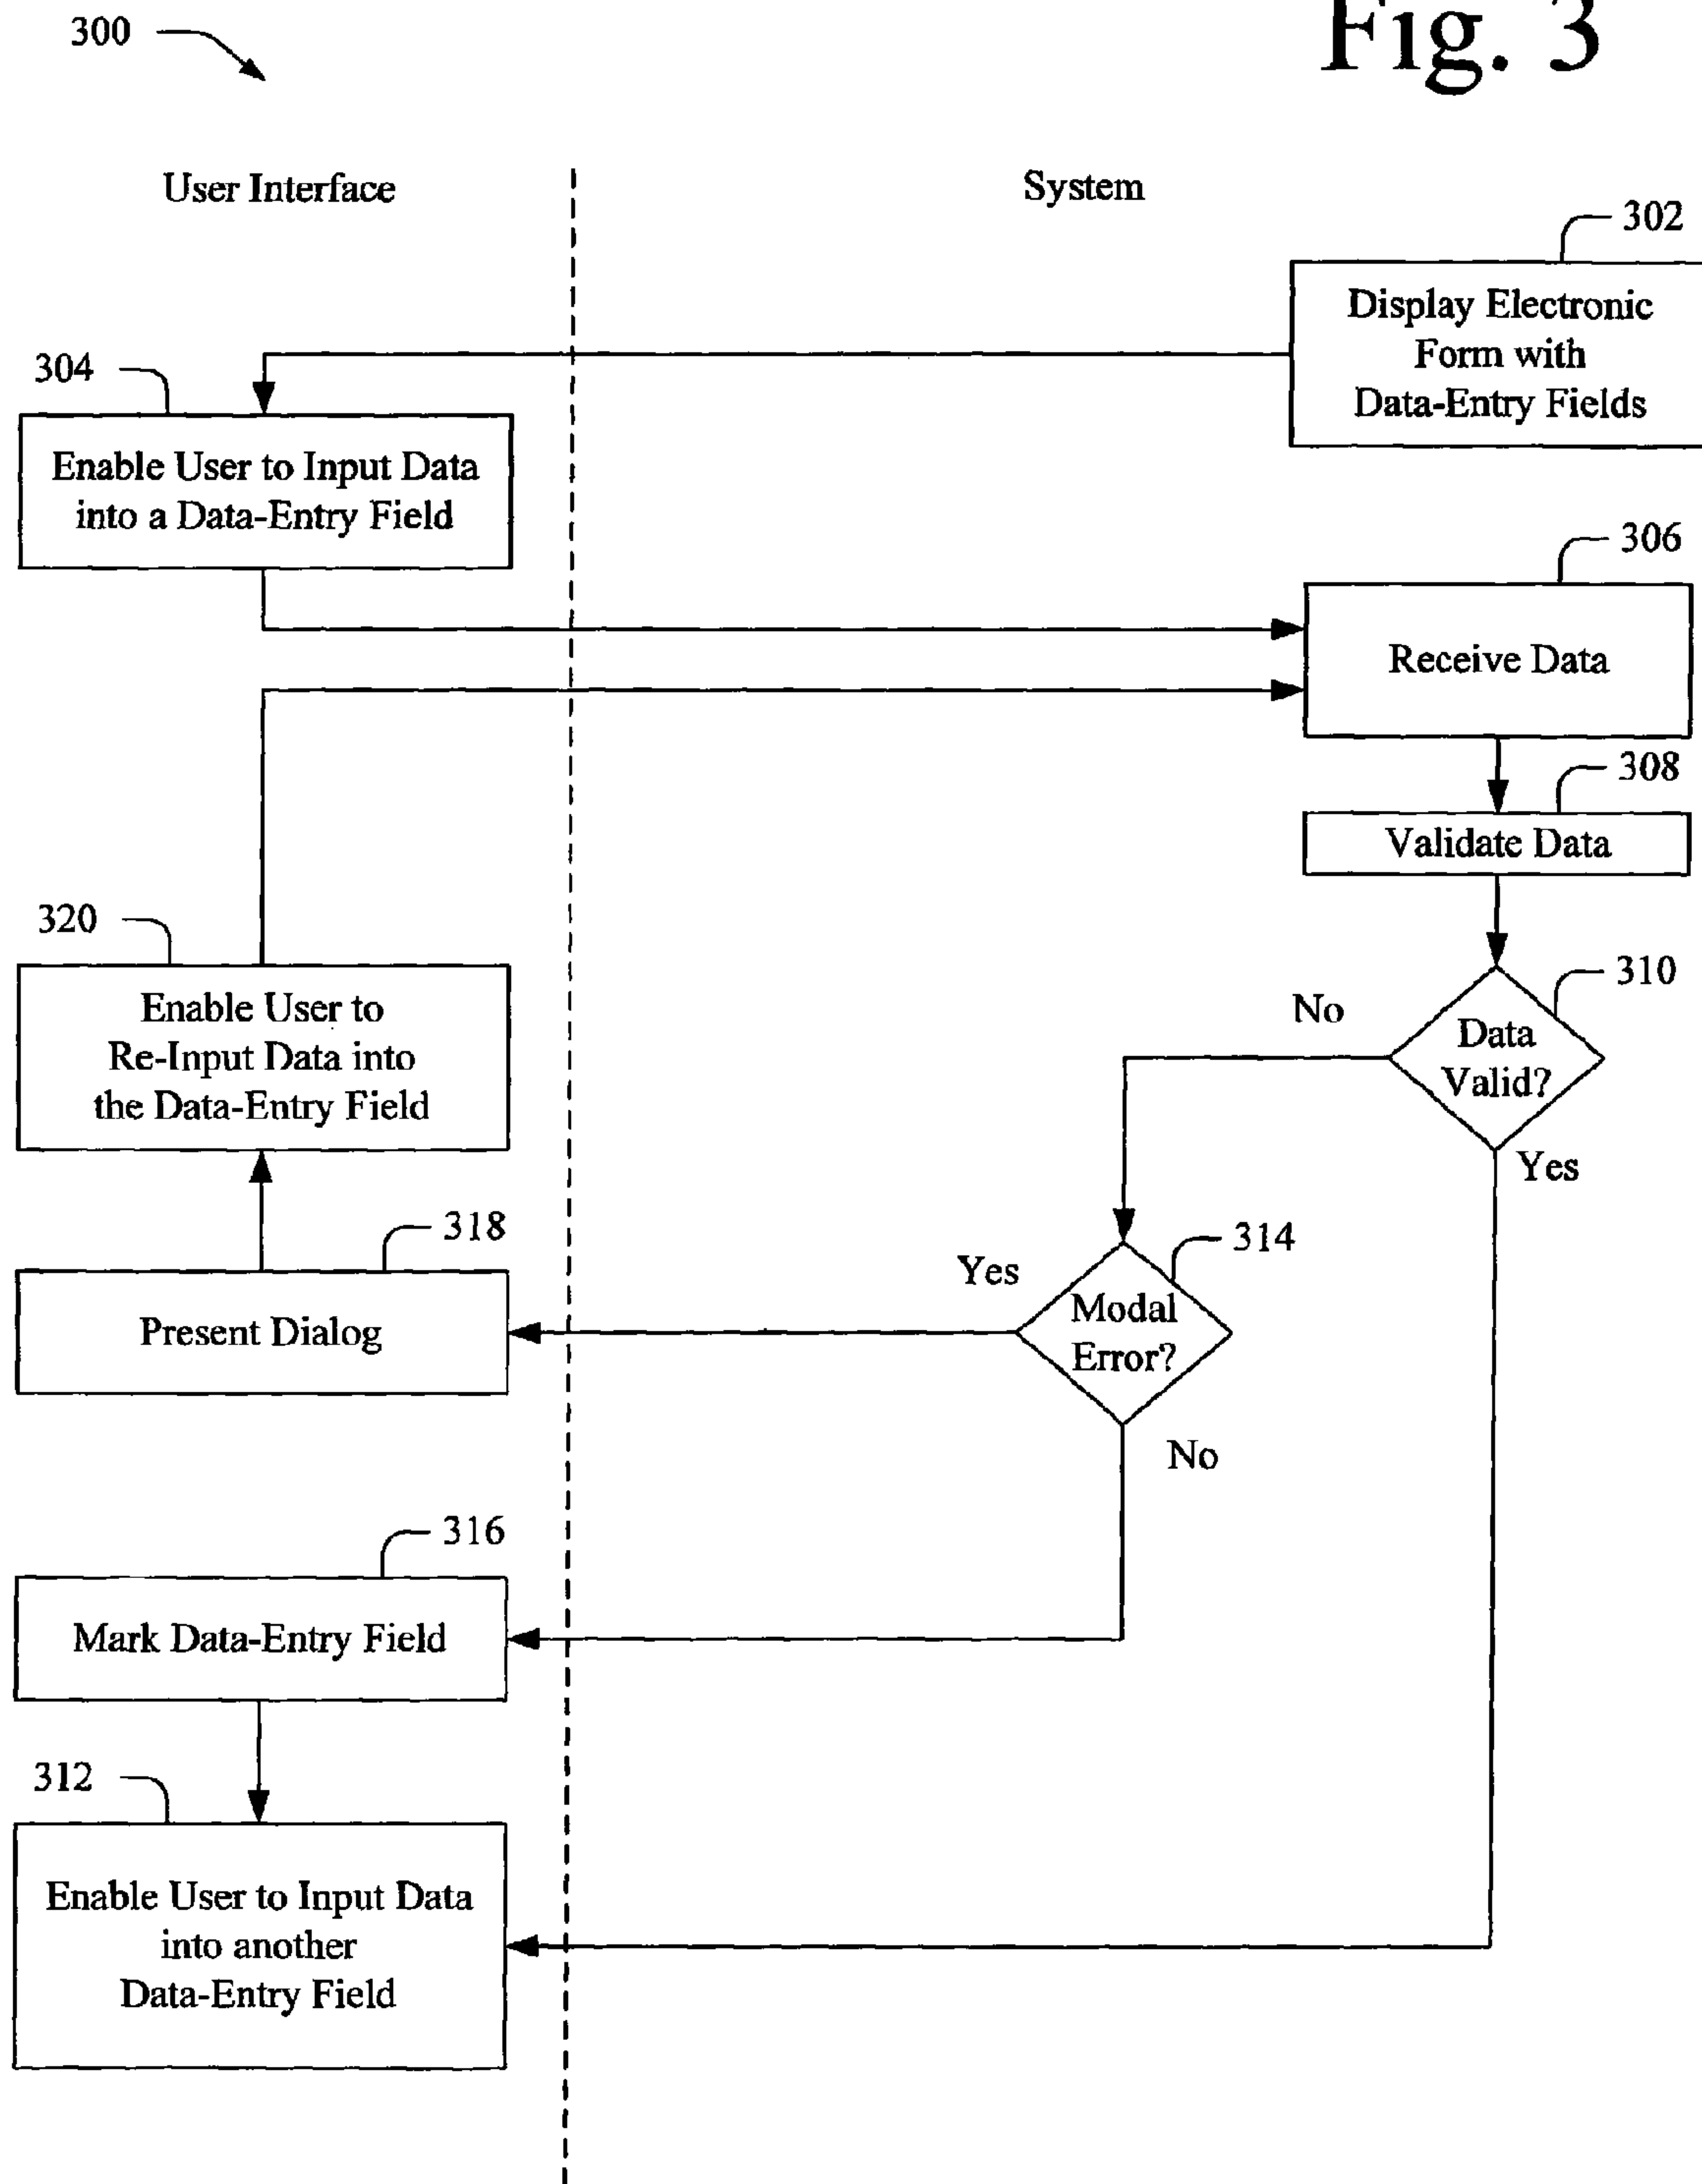 300
Fig. 3
User Interface
System
302
Display Electronic
Form with
Data-Entry Fields
304
Enable User to Input Data
into a Data-Entry Field
306
Receive Data
308
Validate Data
320
Enable User to
Re-Input Data into
the Data-Entry Field
310
No
Data
Valid?
Yes
318
Present Dialog
314
Yes
Modal
Error?
No
316
Mark Data-Entry Field
312
Enable User to Input Data
into another
Data-Entry Field